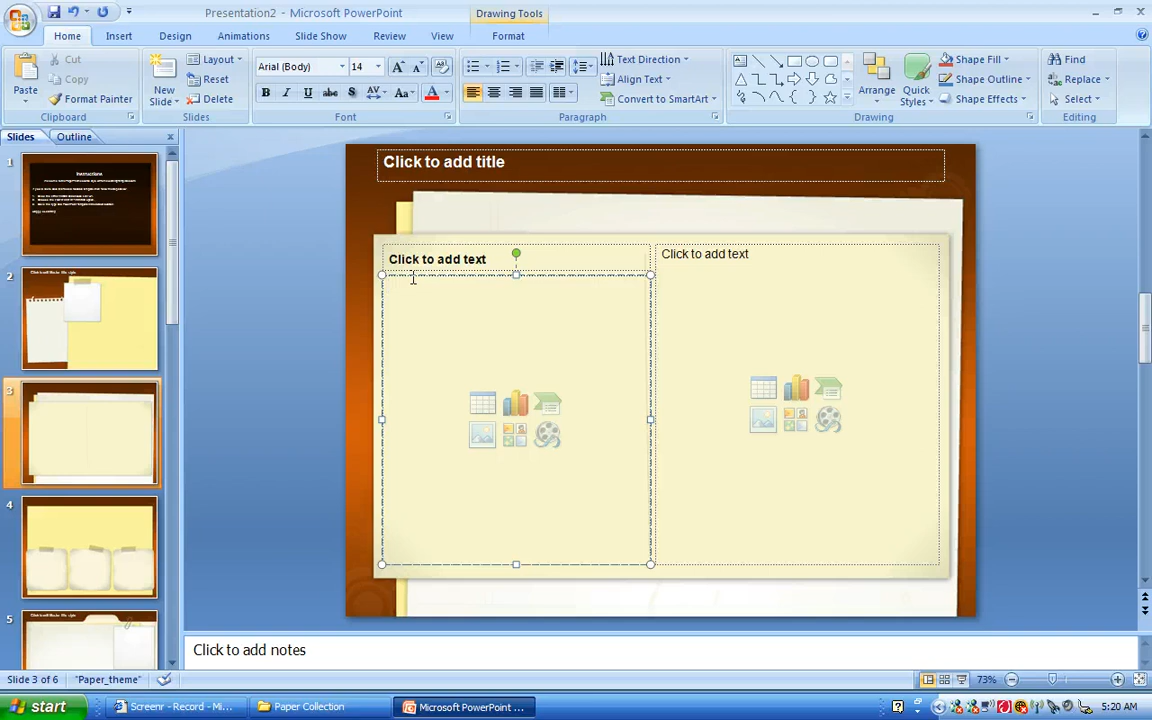 Presentation2 - Microsoft PowerPoint
Drawing Tools
Home
Insert
Design
Animations
Slide Show
Review
View
Format
Paste
Cut
Copy
Format Painter
Clipboard
New
Slide
Layout
Reset
Delete
Slides
Arial (Body)
14
B I U abe S AV Aa A
Font
Text Direction
Align Text
Convert to SmartArt
Paragraph
Arrange
Quick
Styles
Shape Fill
Shape Outline
Shape Effects
Drawing
Find
Replace
Select
Editing
Slides
Outline
1
Instructions
2
3
4
5
Click to add title
Click to add text
Click to add text
Click to add notes
Slide 3 of 6
"Paper_theme"
73%
start
Screenr - Record - Mi...
Paper Collection
Microsoft PowerPoint ...
5:20 AM